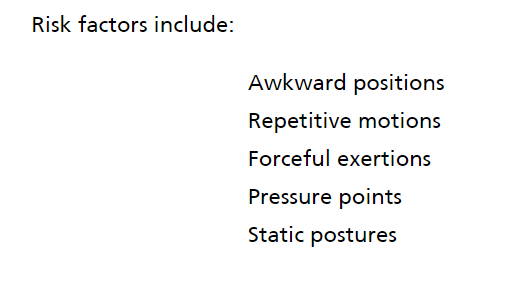 Risk factors include:
Awkward positions
Repetitive motions
Forceful exertions
Pressure points
Static postures